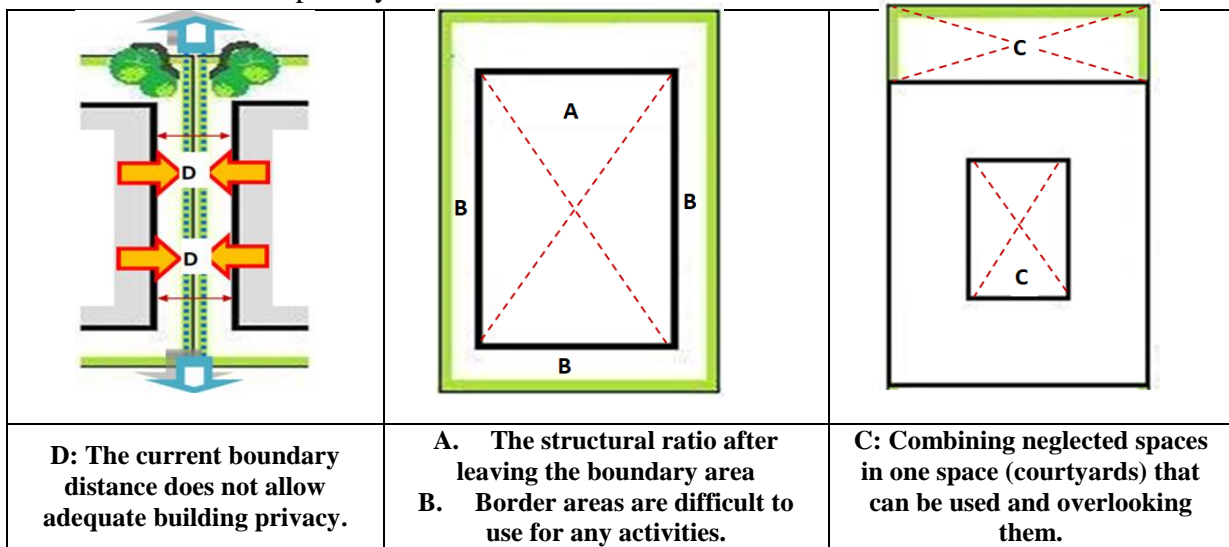 D
D
A
B
B
B
C
C
D: The current boundary
distance does not allow
adequate building privacy.
A. The structural ratio after
leaving the boundary area
B. Border areas are difficult to
use for any activities.
C: Combining neglected spaces
in one space (courtyards) that
can be used and overlooking
them.